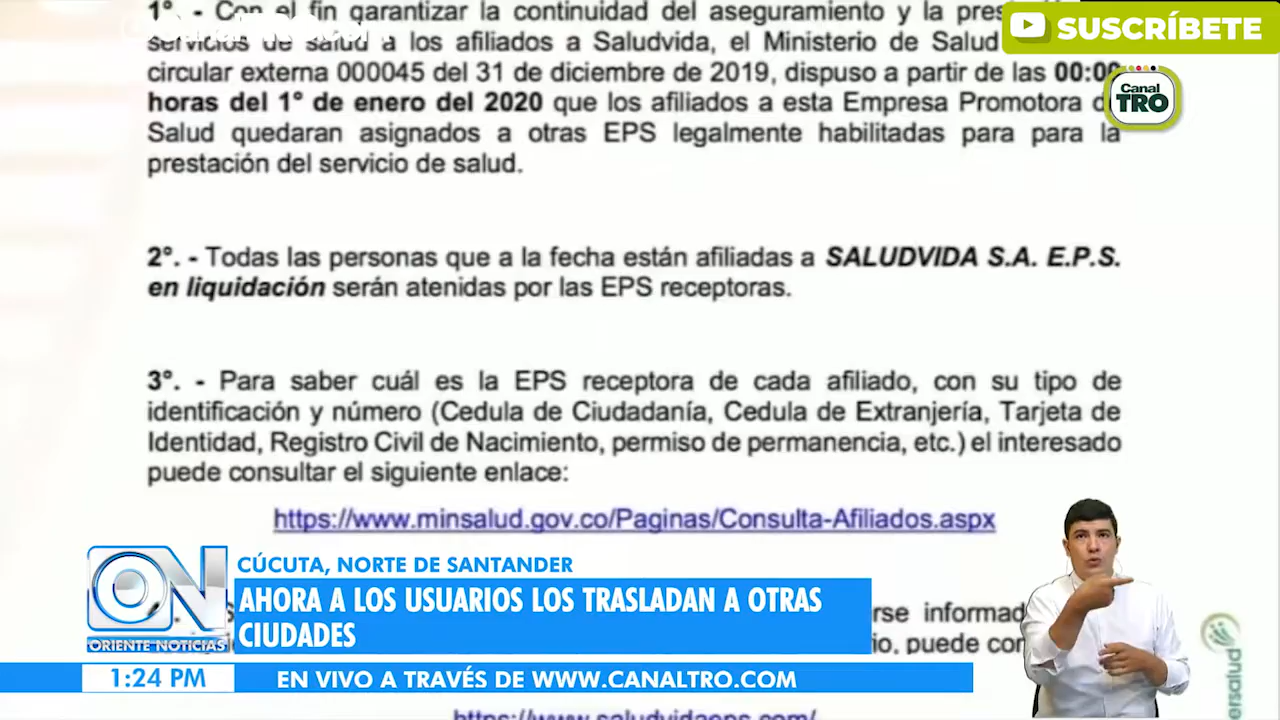 1°. - Con el fin garantizar la continuidad del aseguramiento y la
servicios de salud a los afiliados a Saludvida, el Ministerio de Salud
circular externa 000045 del 31 de diciembre de 2019, dispuso a partir de las 00:00
horas del 1° de enero del 2020 que los afiliados a esta Empresa Promotora
Salud quedaran asignados a otras EPS legalmente habilitadas para para la
prestación del servicio de salud.
2°. - Todas las personas que a la fecha están afiliadas a SALUDVIDA S.A. E.P.S.
en liquidación serán atenidas por las EPS receptoras.
3°. - Para saber cuál es la EPS receptora de cada afiliado, con su tipo de
identificación y número (Cedula de Ciudadanía, Cedula de Extranjería, Tarjeta de
Identidad, Registro Civil de Nacimiento, permiso de permanencia, etc.) el interesado
puede consultar el siguiente enlace:
https://www.minsalud.gov.co/Paginas/Consulta-Afiliados.aspx
SUSCRÍBETE
Canal
TRO
ON
ORIENTE NOTICIAS
CÚCUTA, NORTE DE SANTANDER
AHORA A LOS USUARIOS LOS TRASLADAN A OTRAS
CIUDADES
1:24 PM
EN VIVO A TRAVÉS DE WWW.CANALTRO.COM
https://www.saludvidaeps.com/